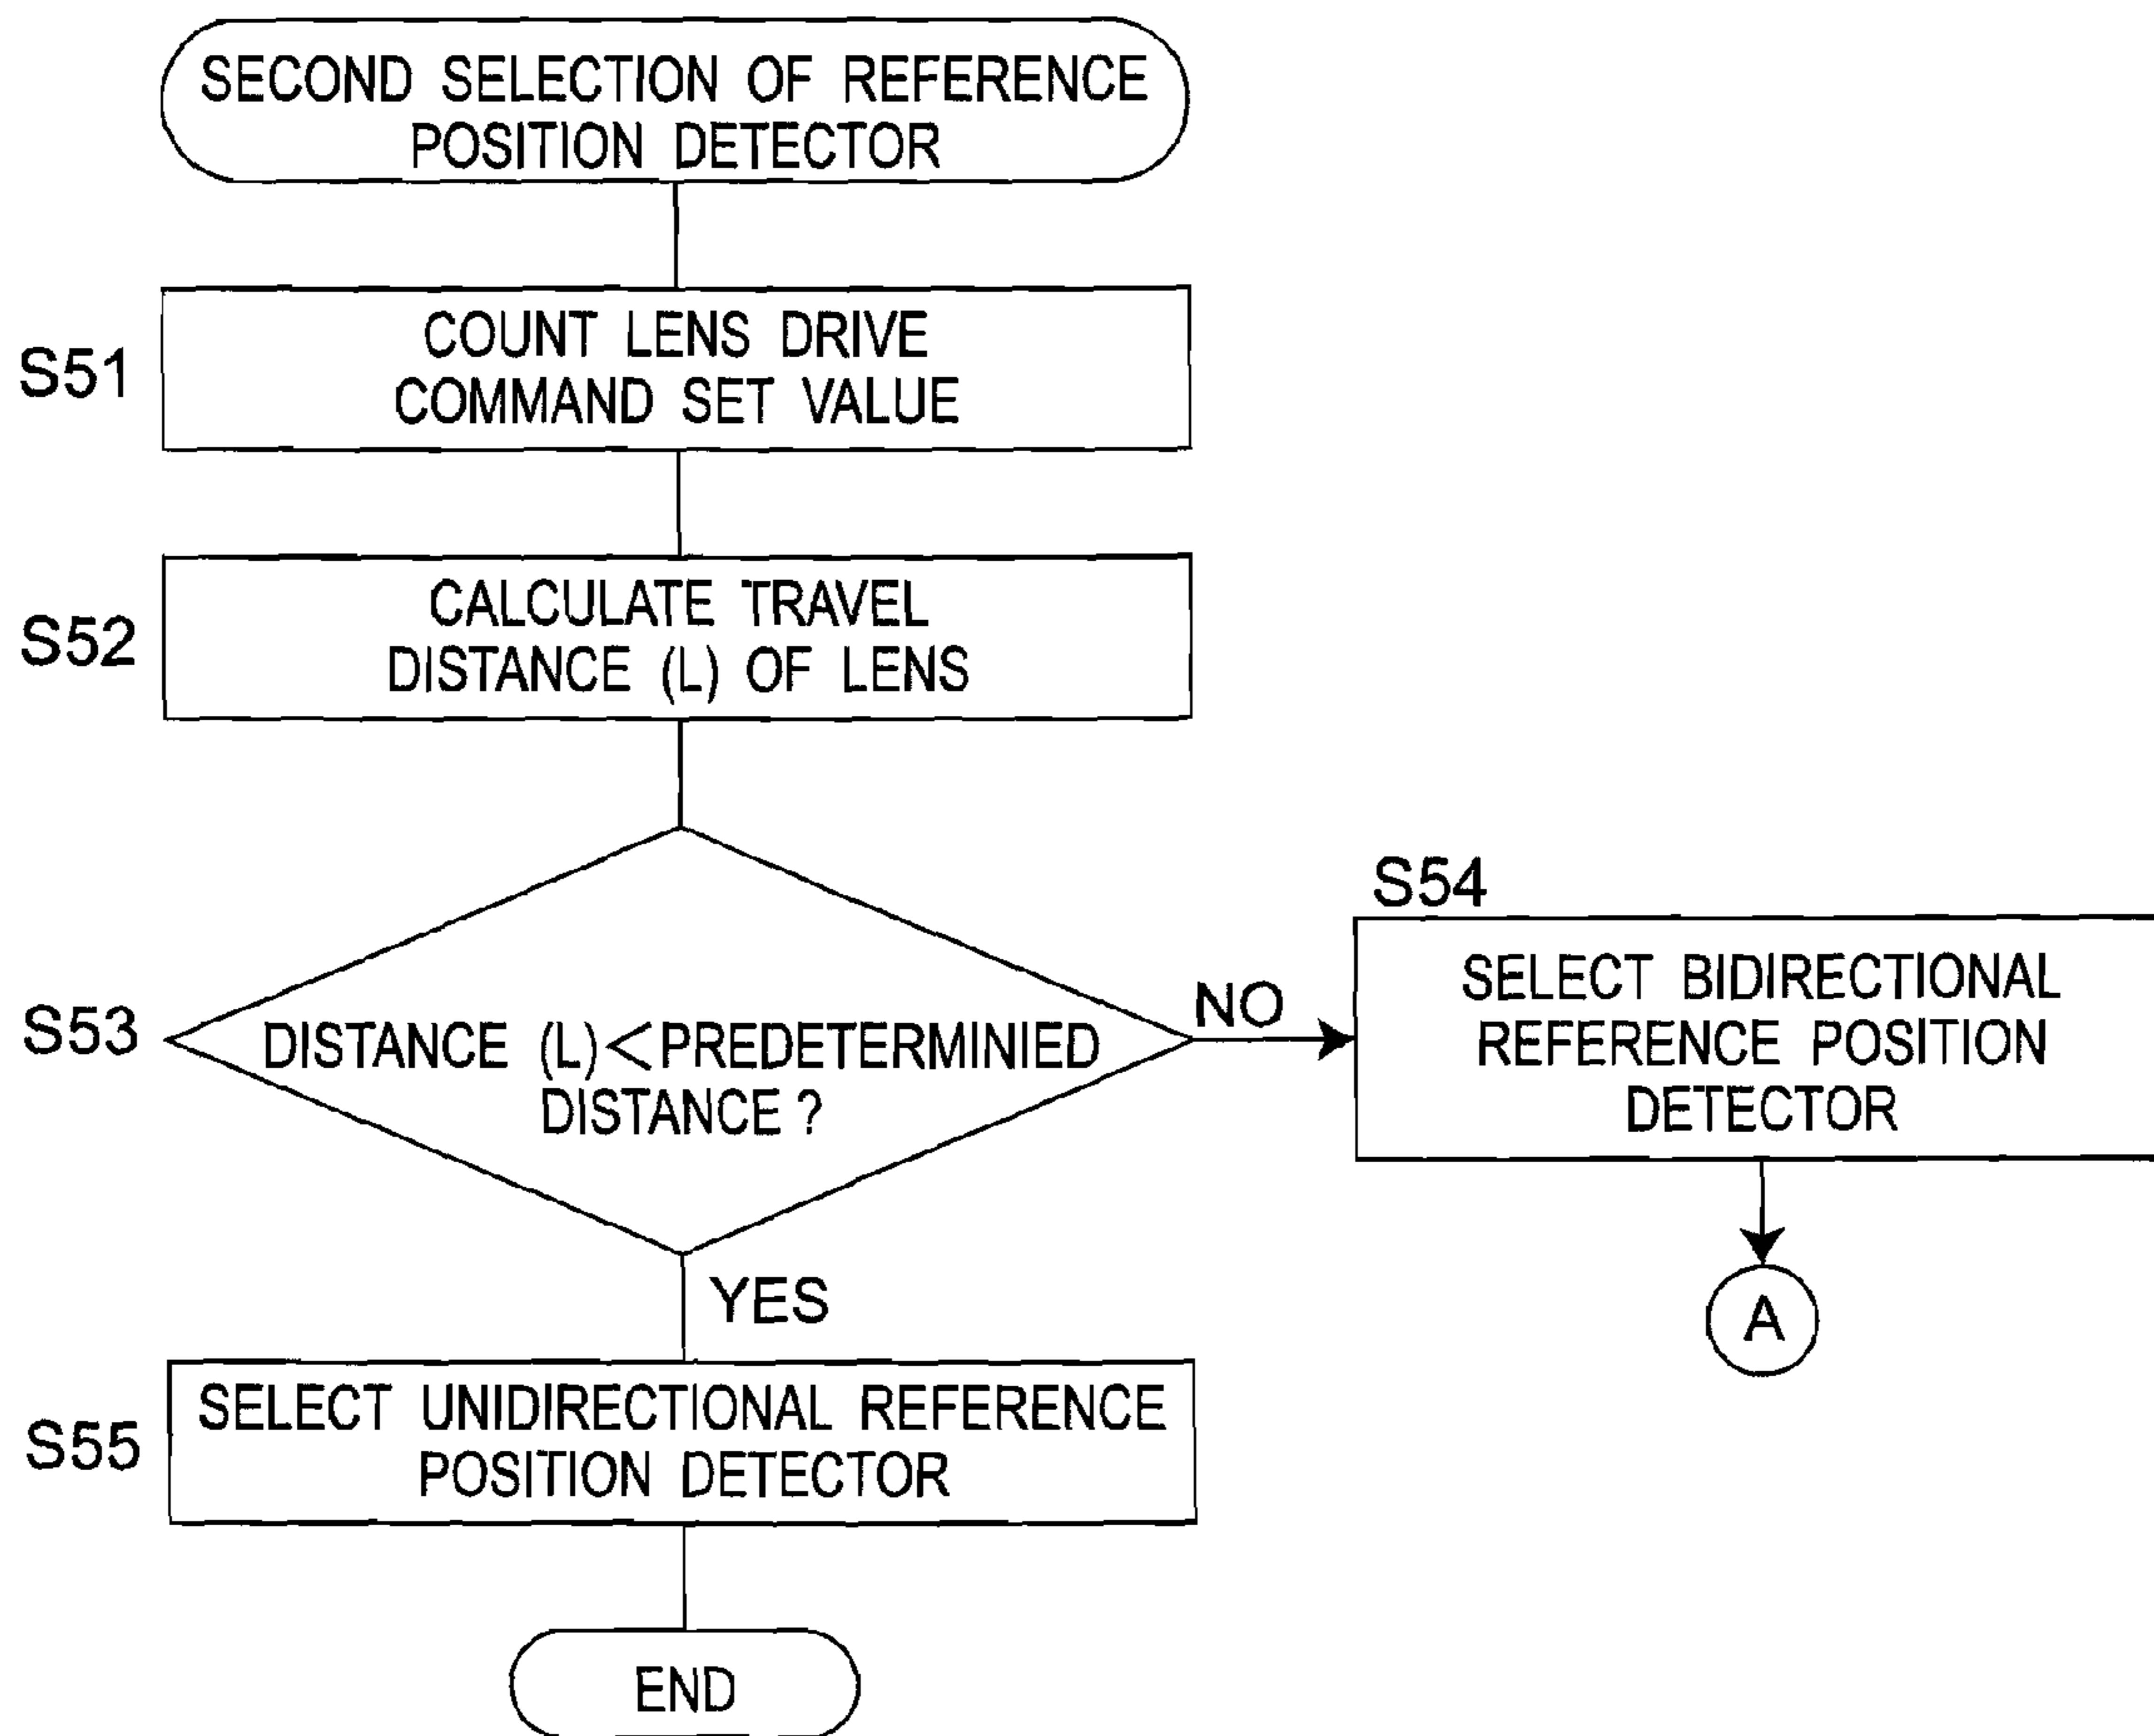 SECOND SELECTION OF REFERENCE
POSITION DETECTOR
S51
COUNT LENS DRIVE
COMMAND SET VALUE
S52
CALCULATE TRAVEL
DISTANCE (L) OF LENS
S53
DISTANCE (L)<PREDETERMINIED
DISTANCE ?
NO
S54
SELECT BIDIRECTIONAL
REFERENCE POSITION
DETECTOR
A
YES
S55
SELECT UNIDIRECTIONAL REFERENCE
POSITION DETECTOR
END